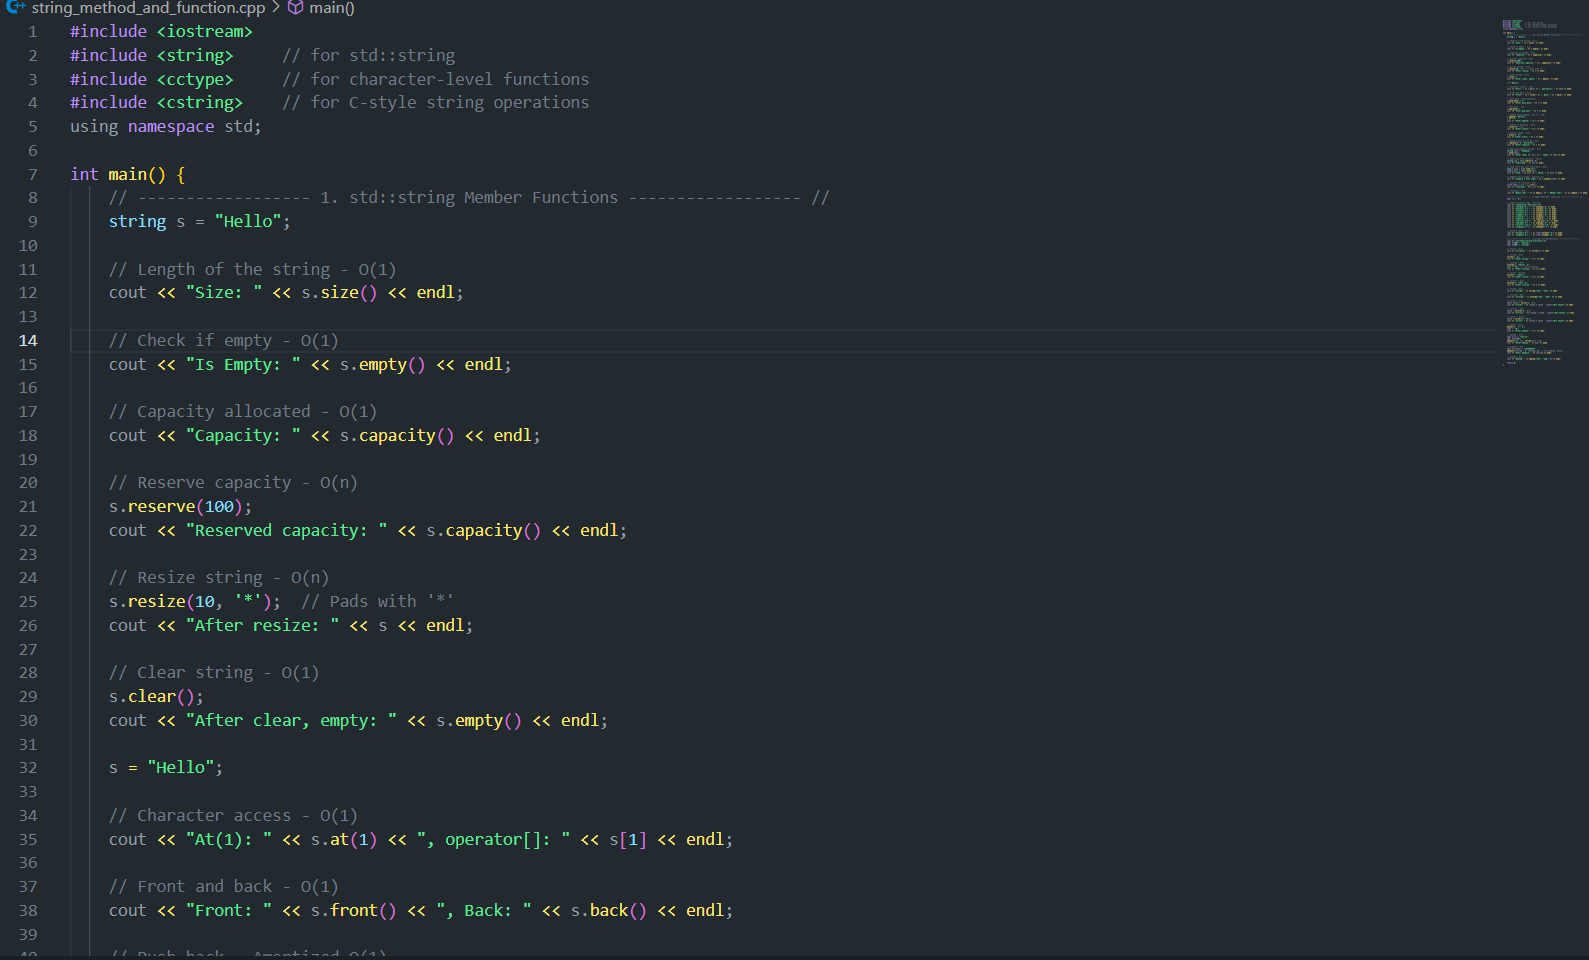 string_method_and_function.cpp > main()
1 #include <iostream>
2 #include <string>     // for std::string
3 #include <cctype>     // for character-level functions
4 #include <cstring>    // for C-style string operations
5 using namespace std;
6
7 int main() {
8     // ------------------ 1. std::string Member Functions ------------------ //
9     string s = "Hello";
10
11     // Length of the string - O(1)
12     cout << "Size: " << s.size() << endl;
13
14     // Check if empty - O(1)
15     cout << "Is Empty: " << s.empty() << endl;
16
17     // Capacity allocated - O(1)
18     cout << "Capacity: " << s.capacity() << endl;
19
20     // Reserve capacity - O(n)
21     s.reserve(100);
22     cout << "Reserved capacity: " << s.capacity() << endl;
23
24     // Resize string - O(n)
25     s.resize(10, '*');  // Pads with '*'
26     cout << "After resize: " << s << endl;
27
28     // Clear string - O(1)
29     s.clear();
30     cout << "After clear, empty: " << s.empty() << endl;
31
32     s = "Hello";
33
34     // Character access - O(1)
35     cout << "At(1): " << s.at(1) << ", operator[]: " << s[1] << endl;
36
37     // Front and back - O(1)
38     cout << "Front: " << s.front() << ", Back: " << s.back() << endl;
39
40     // Push back - Amortized O(1)